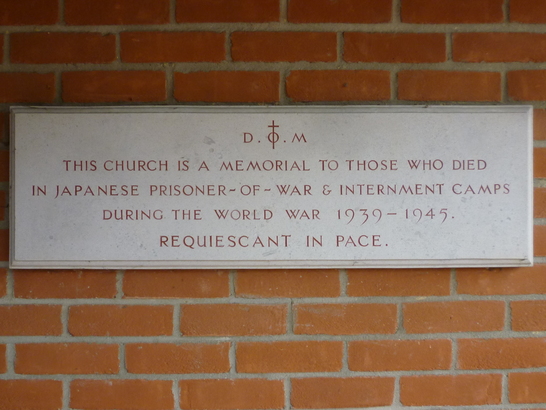 D.O.M
THIS CHURCH IS A MEMORIAL TO THOSE WHO DIED
IN JAPANESE PRISONER-OF-WAR & INTERNMENT CAMPS
DURING THE WORLD WAR 1939-1945.
REQUIESCANT IN PACE.